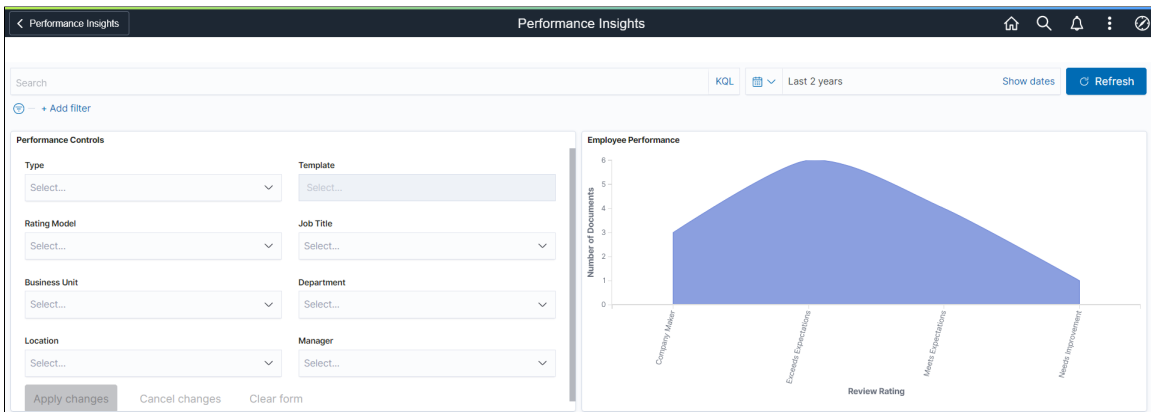 Performance Insights
Performance Insights
Search
KQL
Last 2 years
Show dates
Refresh
+ Add filter
Performance Controls
Type
Template
Select...
Select...
Rating Model
Job Title
Select...
Select...
Business Unit
Department
Select...
Select...
Location
Manager
Select...
Select...
Apply changes
Cancel changes
Clear form
Employee Performance
Number of Documents
6
5
4
3
2
1
0
Company Maker
Exceeds Expectations
Meets Expectations
Needs Improvement
Review Rating